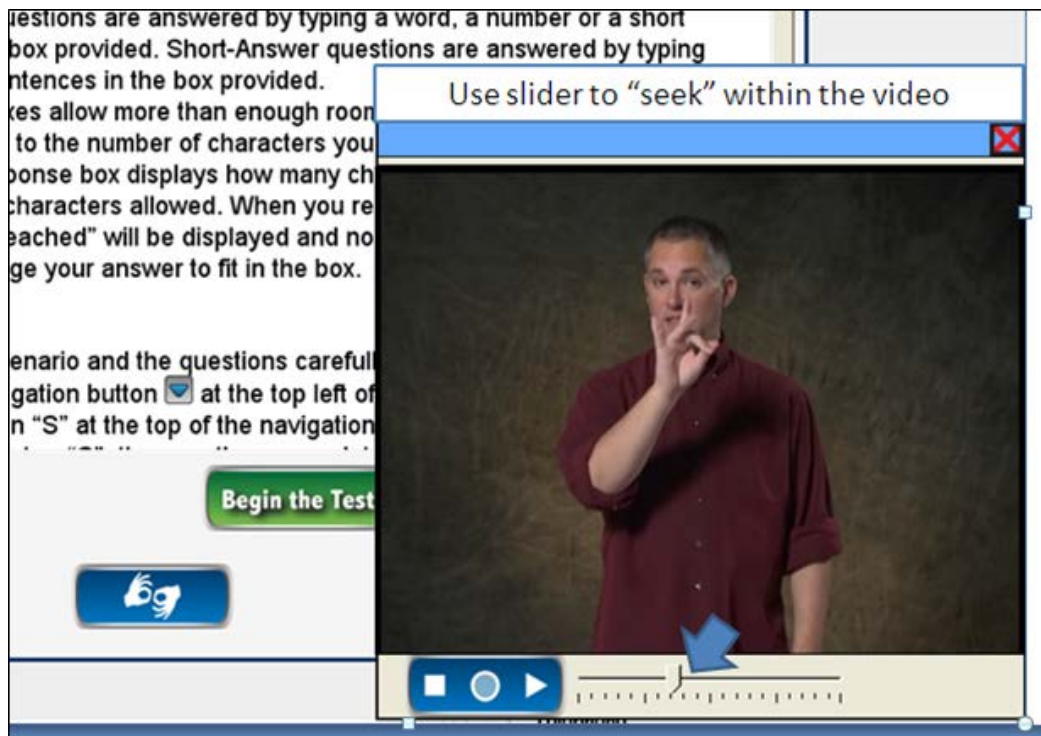 uestions are answered by typing a word, a number or a short
box provided. Short-Answer questions are answered by typing
ntences in the box provided.
xes allow more than enough room
to the number of characters you
ponse box displays how many ch
characters allowed. When you re
eached" will be displayed and no
ge your answer to fit in the box.
enario and the questions carefull
gation button at the top left of
n "S" at the top of the navigation
Begin the Test
Use slider to "seek" within the video